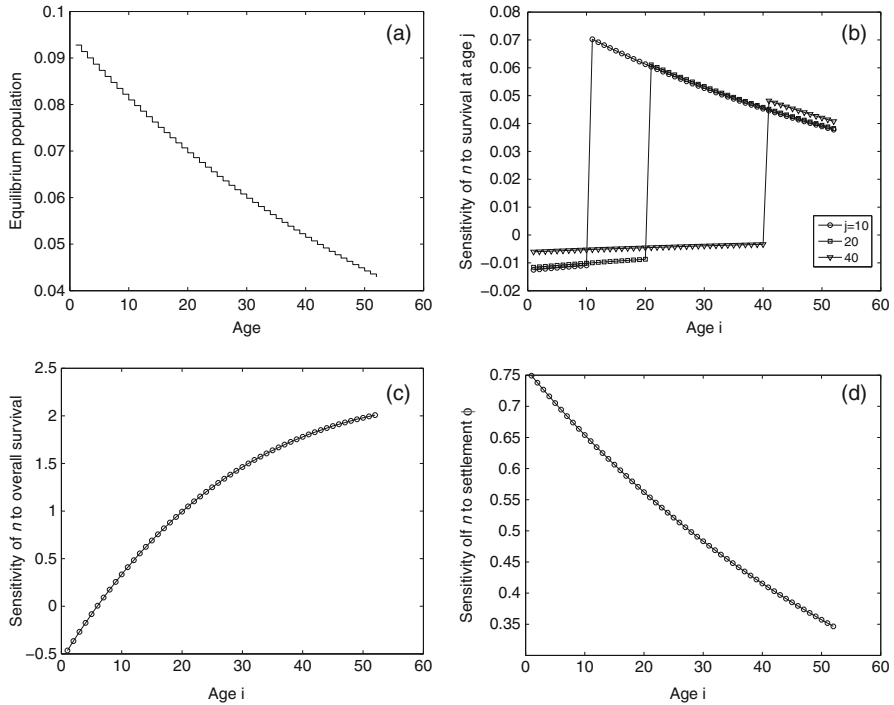 (a)
Equilibrium population
0.1
0.09
0.08
0.07
0.06
0.05
0.04
0 10 20 30 40 50 60
Age
(b)
Sensitivity of n to survival at age j
0.08
0.07
0.06
0.05
0.04
0.03
0.02
0.01
0
−0.01
−0.02
0 10 20 30 40 50 60
Age i
j=10
20
40
(c)
Sensitivity of n to overall survival
2.5
2
1.5
1
0.5
0
−0.5
0 10 20 30 40 50 60
Age i
(d)
Sensitivity olf n to settlement ϕ
0.75
0.7
0.65
0.6
0.55
0.5
0.45
0.4
0.35
0 10 20 30 40 50 60
Age i